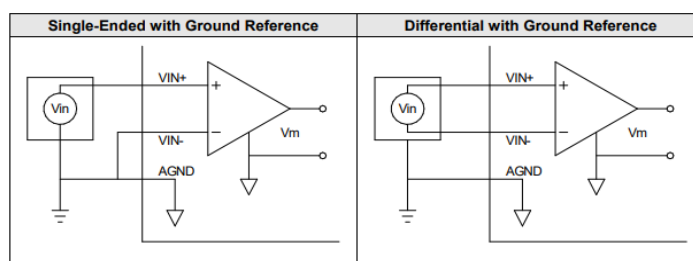 Single-Ended with Ground Reference
Differential with Ground Reference
VIN+
+
Vin
−
Vm
VIN-
AGND
VIN+
+
Vin
−
Vm
VIN-
AGND